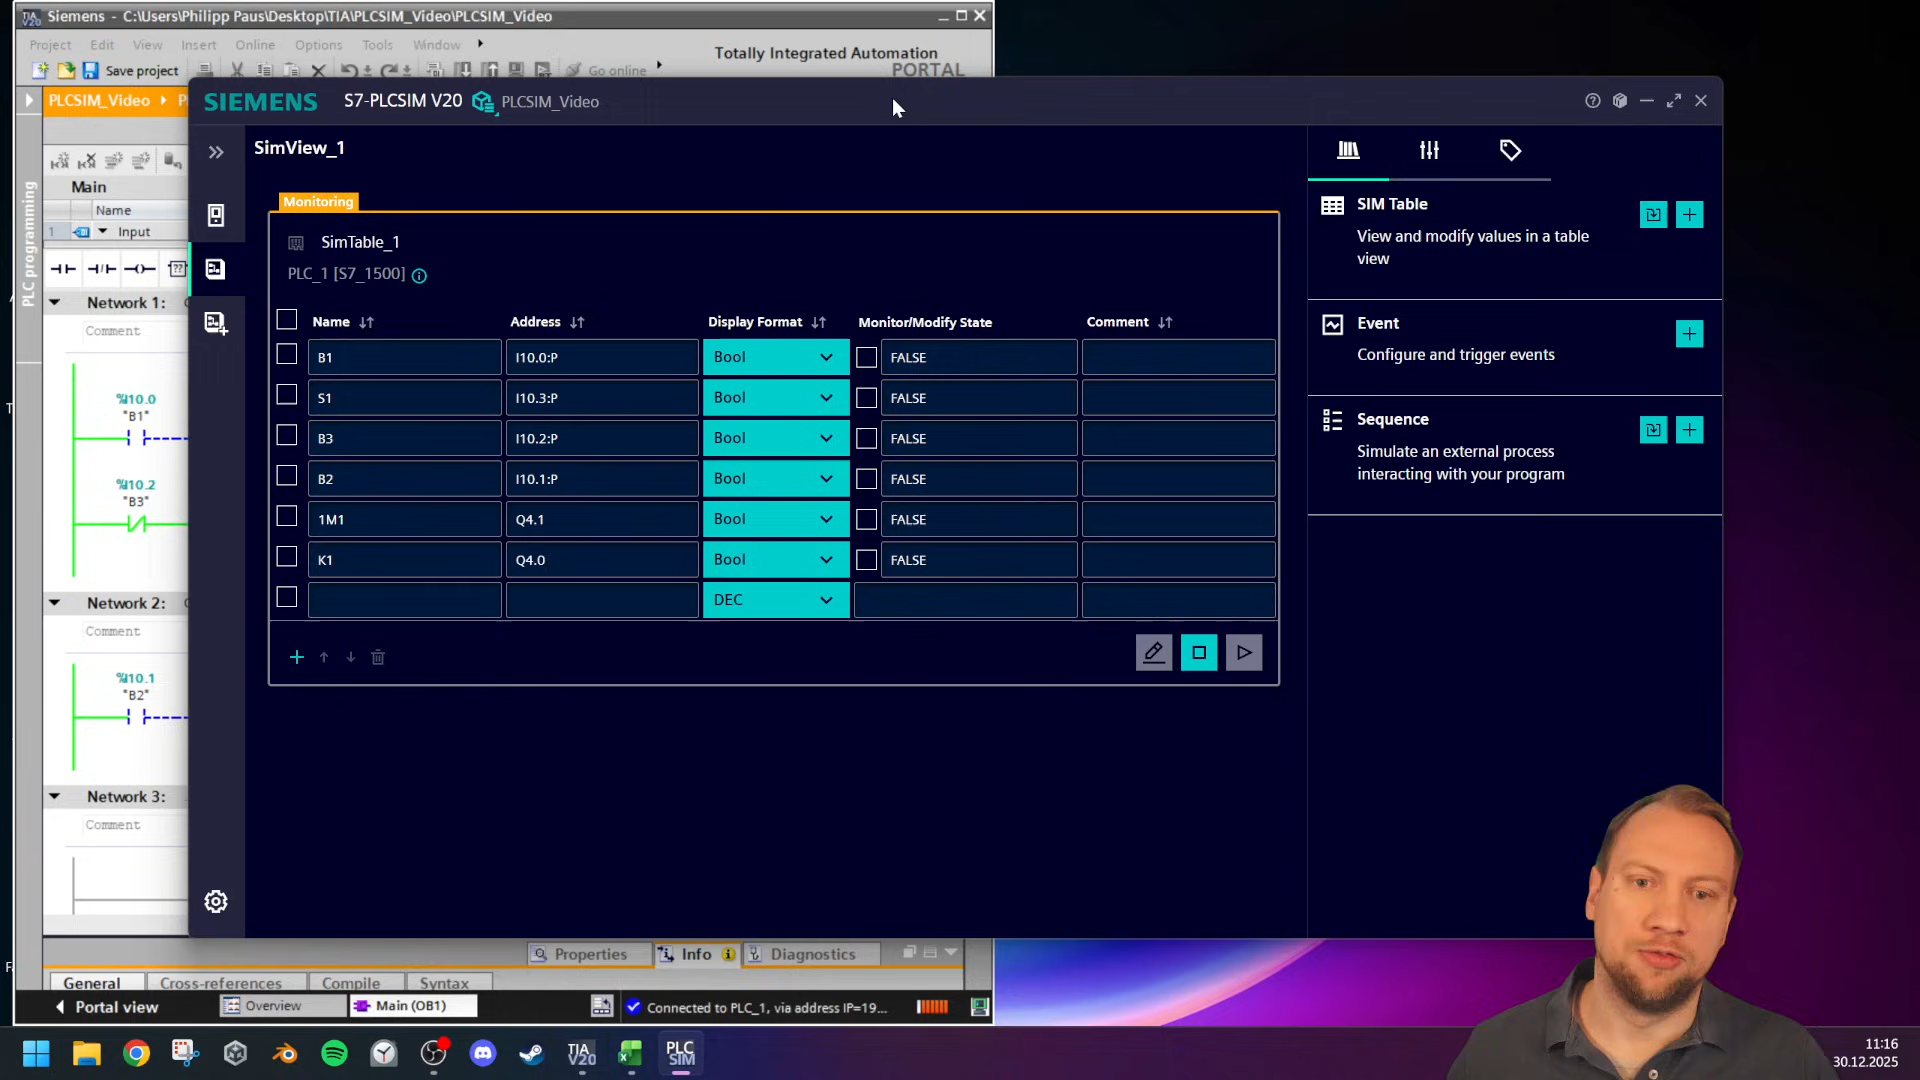 Siemens - C:\Users\Philipp Paus\Desktop\TIA\PLCSIM_Video\PLCSIM_Video
Project Edit View Insert Online Options Tools Window
Totally Integrated Automation
PORTAL
Save project
Go online
PLCSIM_Video
SIEMENS S7-PLCSIM V20 PLCSIM_Video
PLC programming
Main
Name
1 Input
??
Network 1:
Comment
%I10.0
"B1"
%I10.2
"B3"
Network 2:
Comment
%I10.1
"B2"
Network 3:
Comment
SimView_1
Monitoring
SimTable_1
PLC_1 [S7_1500]
Name Address Display Format Monitor/Modify State Comment
B1 I10.0:P Bool FALSE
S1 I10.3:P Bool FALSE
B3 I10.2:P Bool FALSE
B2 I10.1:P Bool FALSE
1M1 Q4.1 Bool FALSE
K1 Q4.0 Bool FALSE
DEC
SIM Table
View and modify values in a table
view
Event
Configure and trigger events
Sequence
Simulate an external process
interacting with your program
Properties Info Diagnostics
General Cross-references Compile Syntax
Portal view Overview Main (OB1) Connected to PLC_1, via address IP=19...
TIA
V20
PLC
SIM
11:16
30.12.2025